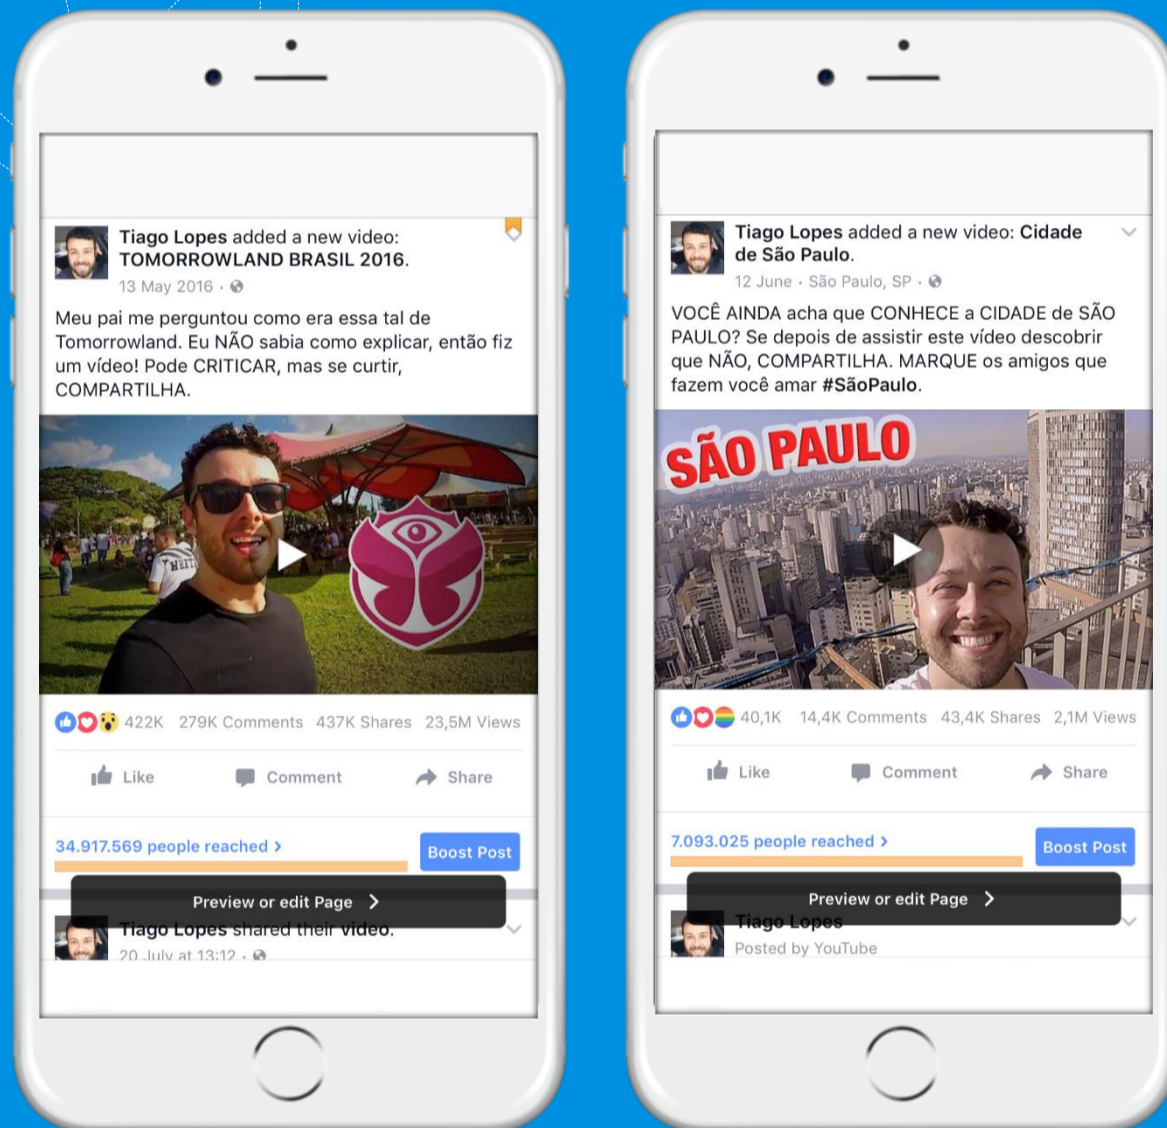 Tiago Lopes added a new video:
TOMORROWLAND BRASIL 2016.
13 May 2016 ·
Meu pai me perguntou como era essa tal de
Tomorrowland. Eu NÃO sabia como explicar, então fiz
um vídeo! Pode CRITICAR, mas se curtir,
COMPARTILHA.
422K 279K Comments 437K Shares 23,5M Views
Like Comment Share
34.917.569 people reached >
Boost Post
Preview or edit Page >
Tiago Lopes shared their video.
20 July at 13:12 ·
Tiago Lopes added a new video: Cidade
de São Paulo.
12 June · São Paulo, SP ·
VOCÊ AINDA acha que CONHECE a CIDADE de SÃO
PAULO? Se depois de assistir este vídeo descobrir
que NÃO, COMPARTILHA. MARQUE os amigos que
fazem você amar #SãoPaulo.
SÃO PAULO
40,1K 14,4K Comments 43,4K Shares 2,1M Views
Like Comment Share
7.093.025 people reached >
Boost Post
Preview or edit Page >
Tiago Lopes
Posted by YouTube